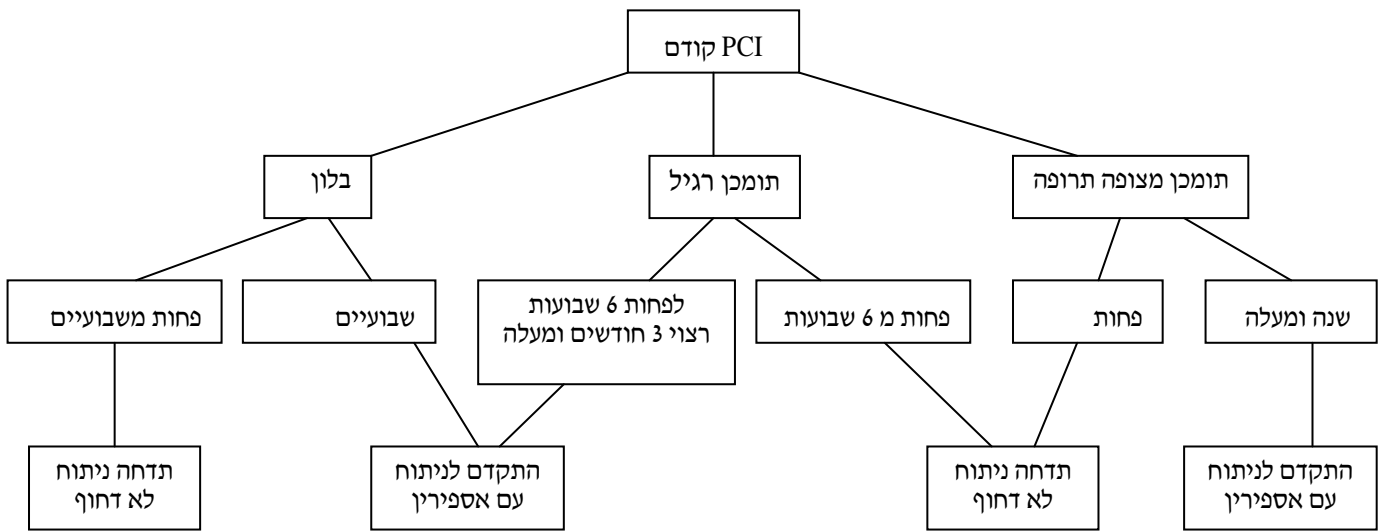 PCI קודם
תומכן מצופה תרופה
תומכן רגיל
בלון
שנה ומעלה
פחות
פחות מ 6 שבועות
לפחות 6 שבועות
רצוי 3 חודשים ומעלה
שבועיים
פחות משבועיים
התקדם לניתוח
עם אספירין
תדחה ניתוח
לא דחוף
התקדם לניתוח
עם אספירין
תדחה ניתוח
לא דחוף